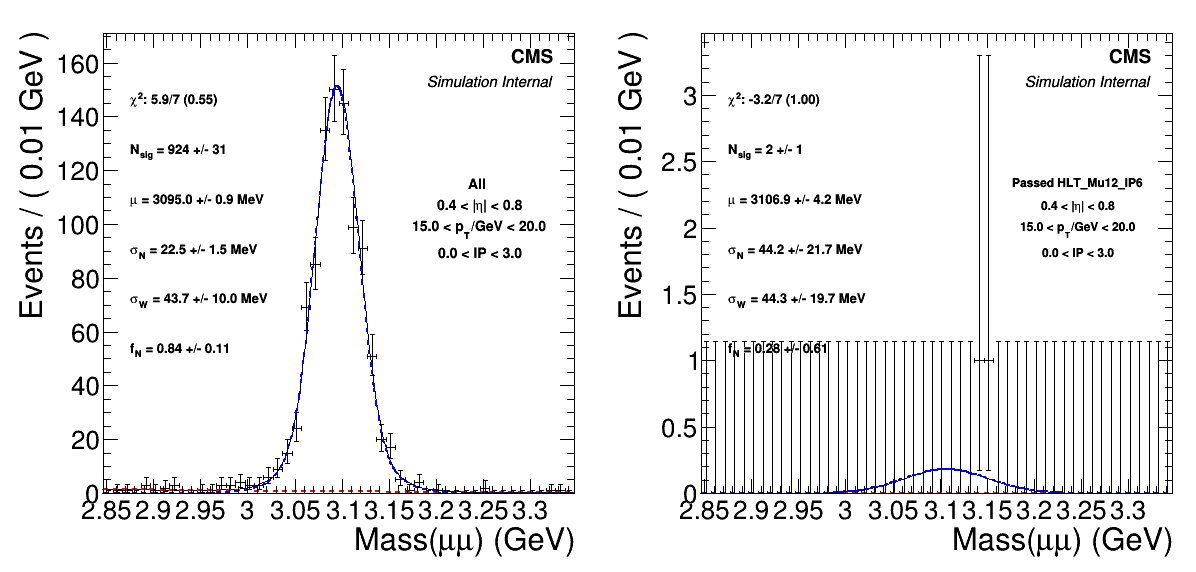 CMS
Simulation Internal
χ²: 5.9/7 (0.55)
N_sig = 924 +/- 31
μ = 3095.0 +/- 0.9 MeV
σ_N = 22.5 +/- 1.5 MeV
σ_W = 43.7 +/- 10.0 MeV
f_N = 0.84 +/- 0.11
All
0.4 < |η| < 0.8
15.0 < p_T/GeV < 20.0
0.0 < IP < 3.0
Events / ( 0.01 GeV )
160
140
120
100
80
60
40
20
0
2.85 2.9 2.95 3 3.05 3.1 3.15 3.2 3.25 3.3
Mass(μμ) (GeV)
CMS
Simulation Internal
χ²: -3.2/7 (1.00)
N_sig = 2 +/- 1
μ = 3106.9 +/- 4.2 MeV
σ_N = 44.2 +/- 21.7 MeV
σ_W = 44.3 +/- 19.7 MeV
f_N = 0.28 +/- 0.61
Passed HLT_Mu12_IP6
0.4 < |η| < 0.8
15.0 < p_T/GeV < 20.0
0.0 < IP < 3.0
Events / ( 0.01 GeV )
3
2.5
2
1.5
1
0.5
0
2.85 2.9 2.95 3 3.05 3.1 3.15 3.2 3.25 3.3
Mass(μμ) (GeV)